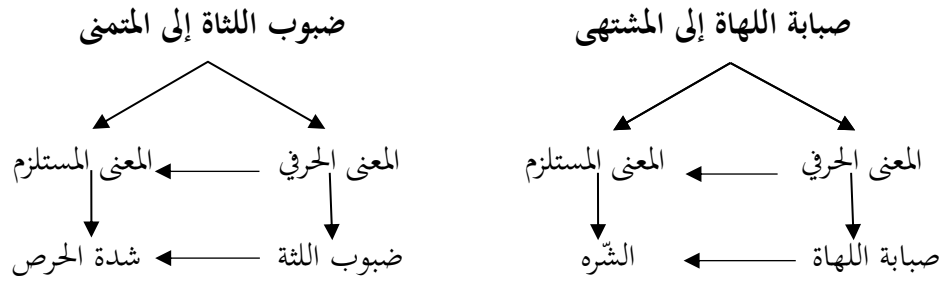 صبابة اللهاة إلى المشتهى ضبوب اللثاة إلى المتمنى
المعنى الحرفي المعنى المستلزم المعنى الحرفي المعنى المستلزم
صبابة اللهاة الشّره ضبوب اللثة شدة الحرص